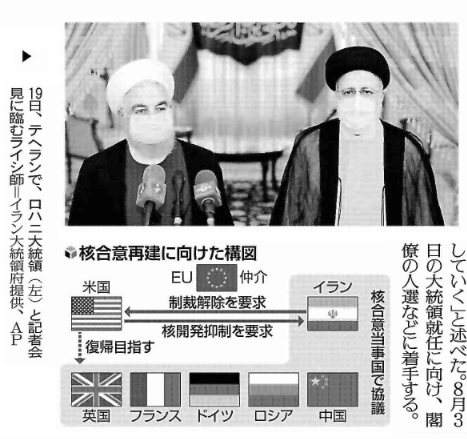 していく」と述べた。8月3
日の大統領就任に向け、閣
僚の人選などに着手する。
▶
19日、テヘランで、ロハニ大統領（左）と記者会
見に臨むライシ師＝イラン大統領府提供、AP
核合意再建に向けた構図
EU 仲介
米国
イラン
制裁解除を要求
核開発抑制を要求
復帰目指す
核合意当事国で協議
英国 フランス ドイツ ロシア 中国